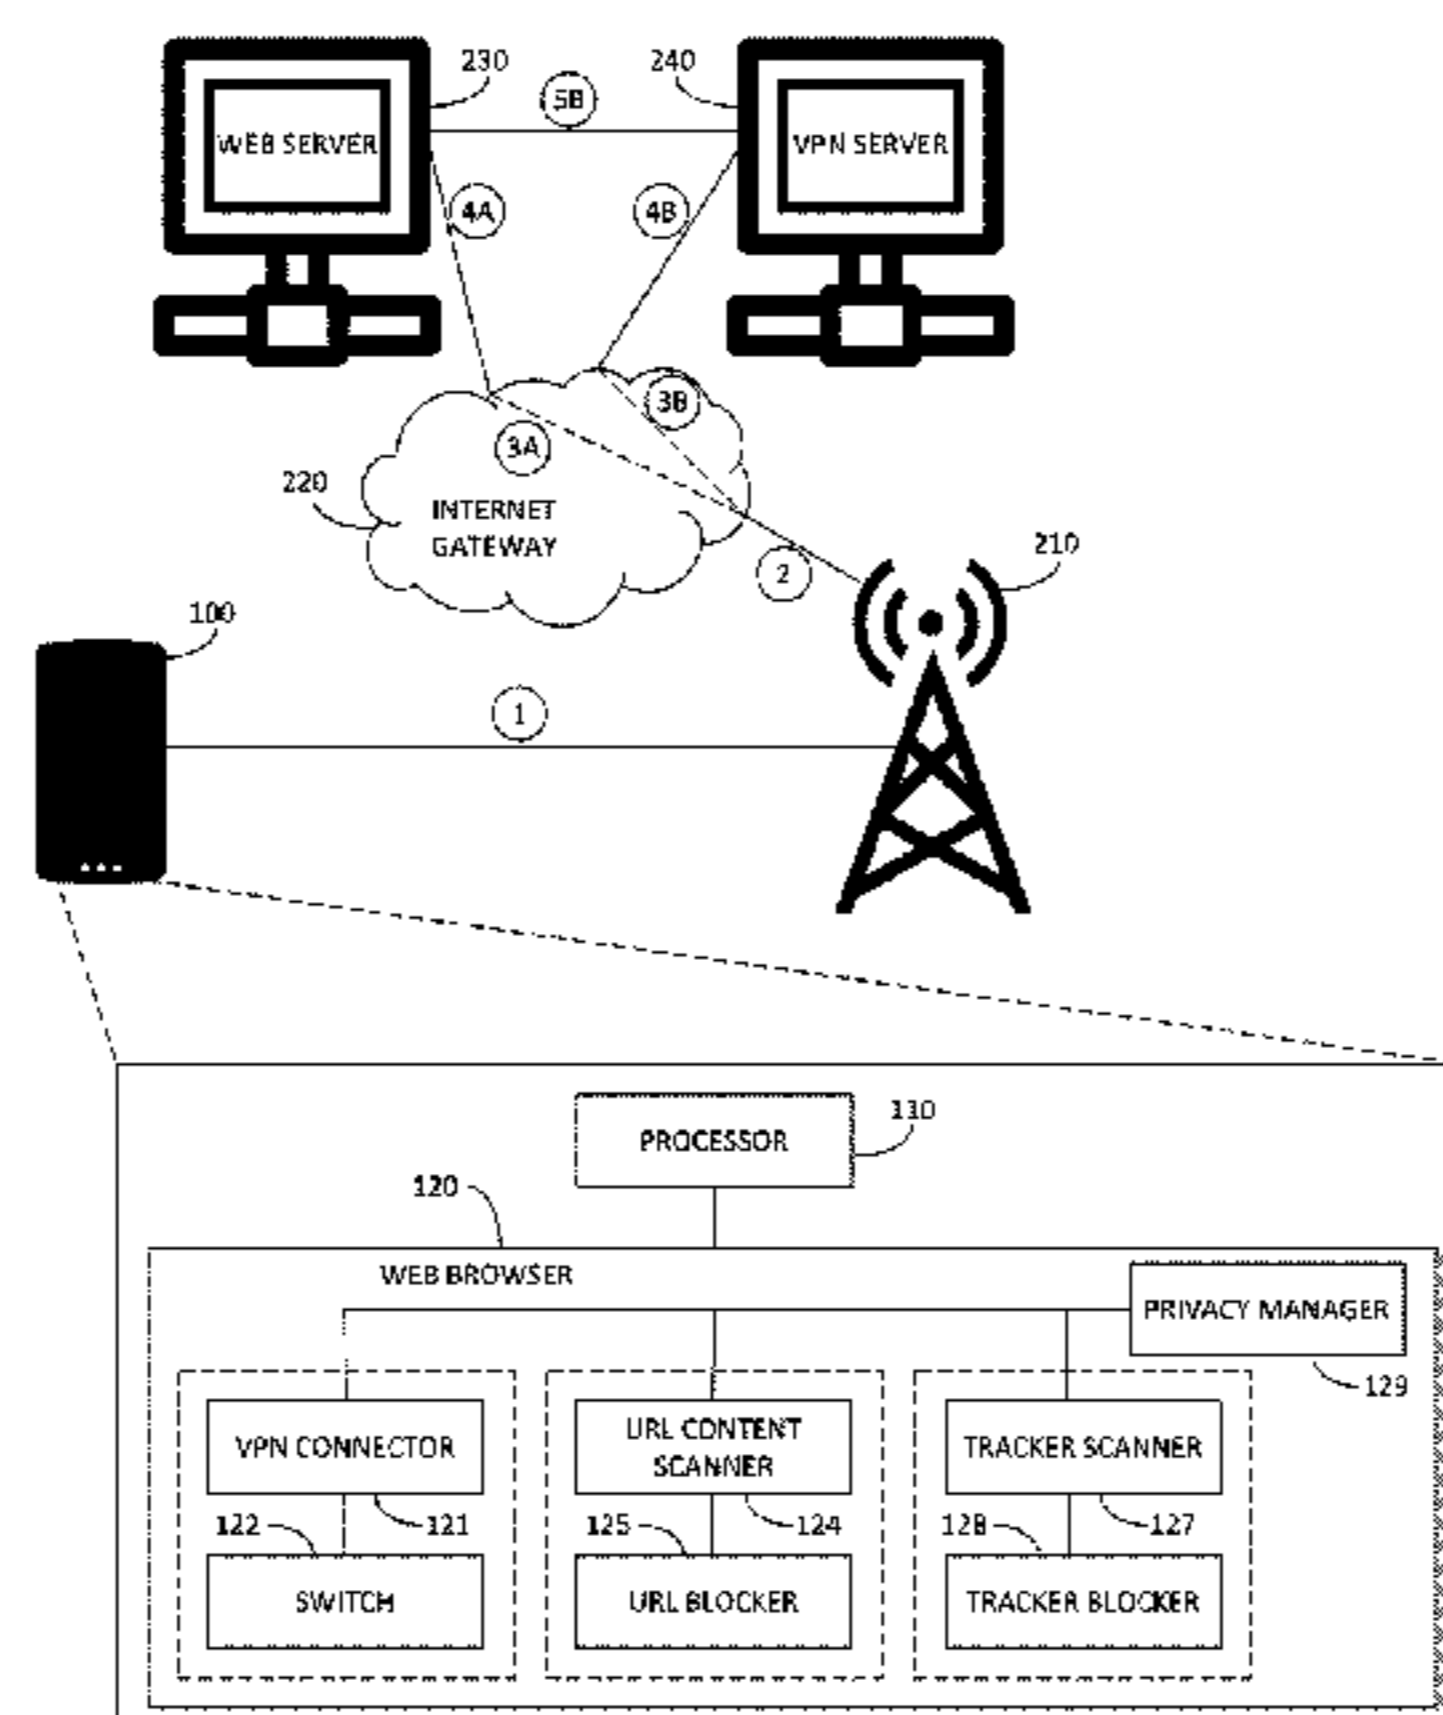 230
240
5B
WEB SERVER
VPN SERVER
4A
4B
3B
3A
220
INTERNET
GATEWAY
210
2
100
1
110
PROCESSOR
120
WEB BROWSER
PRIVACY MANAGER
129
VPN CONNECTOR
URL CONTENT
SCANNER
TRACKER SCANNER
122
121
125
124
128
127
SWITCH
URL BLOCKER
TRACKER BLOCKER